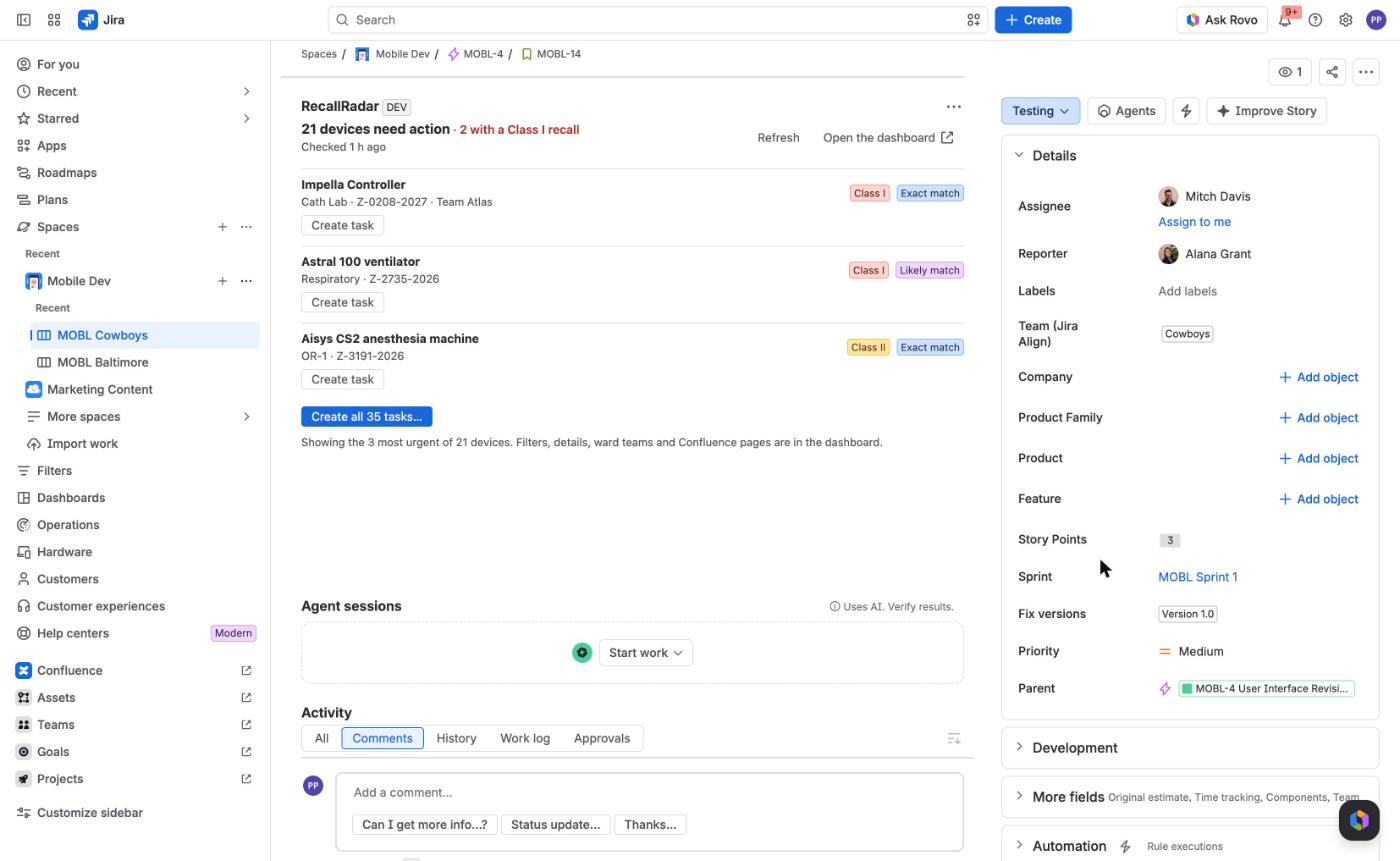 Jira
Search
Create
Ask Rovo
9+
PP
For you
Recent
Starred
Apps
Roadmaps
Plans
Spaces
Recent
Mobile Dev
Recent
MOBL Cowboys
MOBL Baltimore
Marketing Content
More spaces
Import work
Filters
Dashboards
Operations
Hardware
Customers
Customer experiences
Help centers Modern
Confluence
Assets
Teams
Goals
Projects
Customize sidebar
Spaces / Mobile Dev / MOBL-4 / MOBL-14
RecallRadar DEV
21 devices need action · 2 with a Class I recall
Checked 1 h ago
Refresh Open the dashboard
Impella Controller
Cath Lab · Z-0208-2027 · Team Atlas
Class I Exact match
Create task
Astral 100 ventilator
Respiratory · Z-2735-2026
Class I Likely match
Create task
Aisys CS2 anesthesia machine
OR-1 · Z-3191-2026
Class II Exact match
Create task
Create all 35 tasks...
Showing the 3 most urgent of 21 devices. Filters, details, ward teams and Confluence pages are in the dashboard.
Agent sessions
Uses AI. Verify results.
Start work
Activity
All Comments History Work log Approvals
PP
Add a comment...
Can I get more info...? Status update... Thanks...
1
Testing Agents Improve Story
Details
Assignee Mitch Davis
Assign to me
Reporter Alana Grant
Labels Add labels
Team (Jira
Align)
Cowboys
Company Add object
Product Family Add object
Product Add object
Feature Add object
Story Points 3
Sprint MOBL Sprint 1
Fix versions Version 1.0
Priority Medium
Parent MOBL-4 User Interface Revisi...
Development
More fields Original estimate, Time tracking, Components, Team
Automation Rule executions